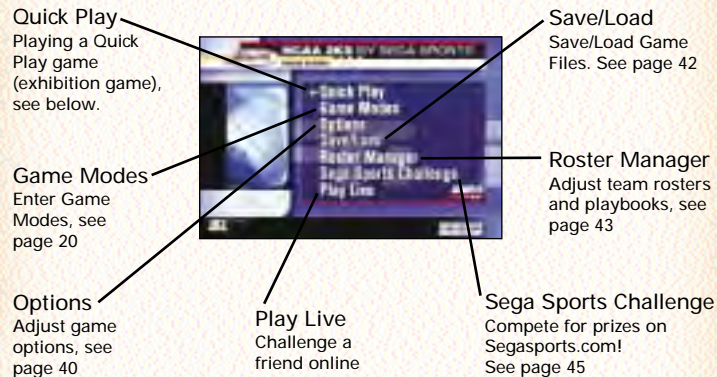 Quick Play
Playing a Quick
Play game
(exhibition game),
see below.
Game Modes
Enter Game
Modes, see
page 20
Options
Adjust game
options, see
page 40
NCAA 2K3 BY SEGA SPORTS
Quick Play
Game Modes
Options
Save/Load
Roster Manager
Sega Sports Challenge
Play Live
Play Live
Challenge a
friend online
Save/Load
Save/Load Game
Files. See page 42
Roster Manager
Adjust team rosters
and playbooks, see
page 43
Sega Sports Challenge
Compete for prizes on
Segasports.com!
See page 45